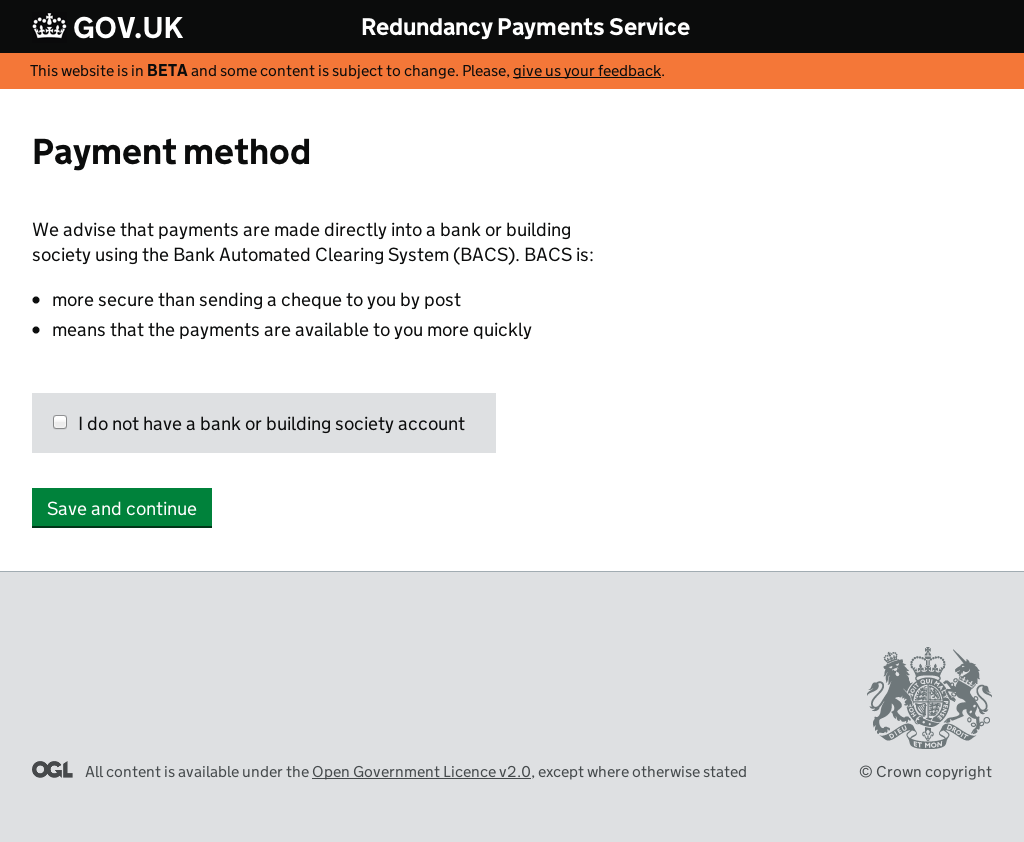 GOV.UK
Redundancy Payments Service
This website is in BETA and some content is subject to change. Please, give us your feedback.
Payment method
We advise that payments are made directly into a bank or building
society using the Bank Automated Clearing System (BACS). BACS is:
• more secure than sending a cheque to you by post
• means that the payments are available to you more quickly
I do not have a bank or building society account
Save and continue
DIEU ET MON DROIT
OGL All content is available under the Open Government Licence v2.0, except where otherwise stated
© Crown copyright